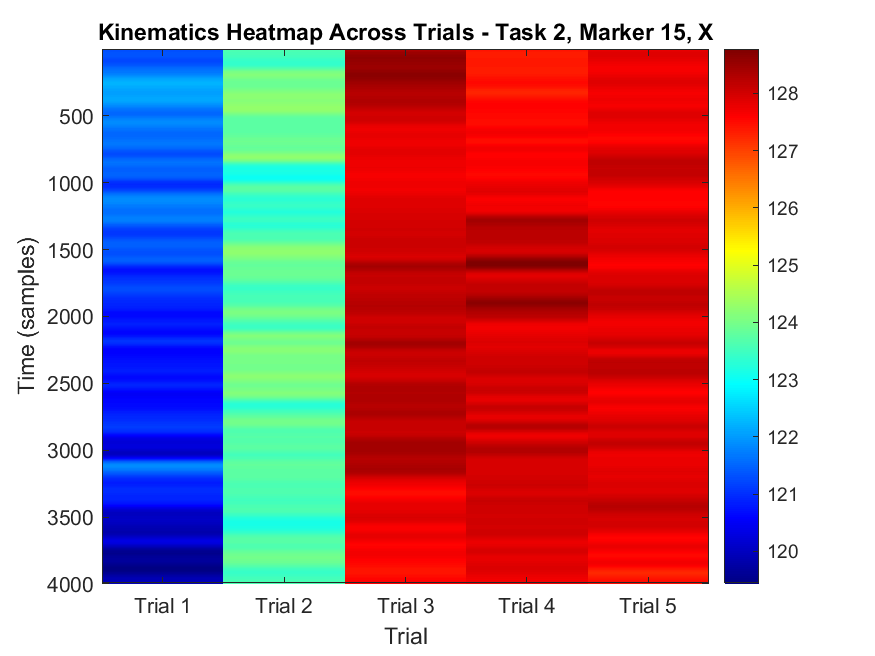 Kinematics Heatmap Across Trials - Task 2, Marker 15, X
500
1000
1500
2000
2500
3000
3500
4000
Time (samples)
Trial 1
Trial 2
Trial 3
Trial 4
Trial 5
Trial
128
127
126
125
124
123
122
121
120